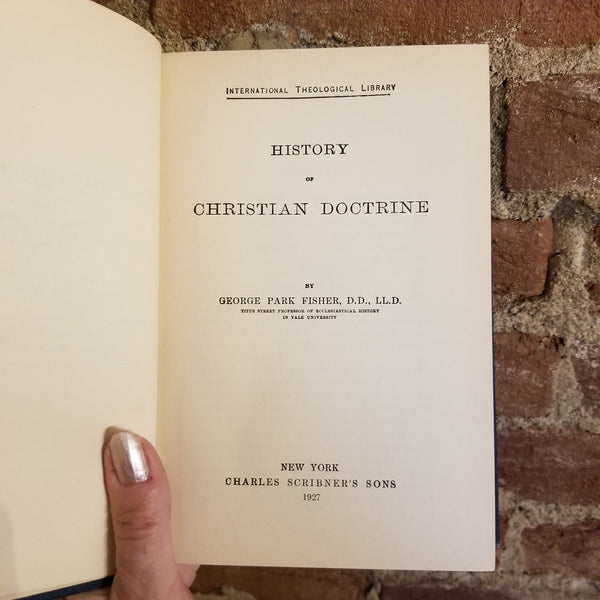 INTERNATIONAL THEOLOGICAL LIBRARY
HISTORY
OF
CHRISTIAN DOCTRINE
BY
GEORGE PARK FISHER, D.D., LL.D.
TITUS STREET PROFESSOR OF ECCLESIASTICAL HISTORY
IN YALE UNIVERSITY
NEW YORK
CHARLES SCRIBNER'S SONS
1927